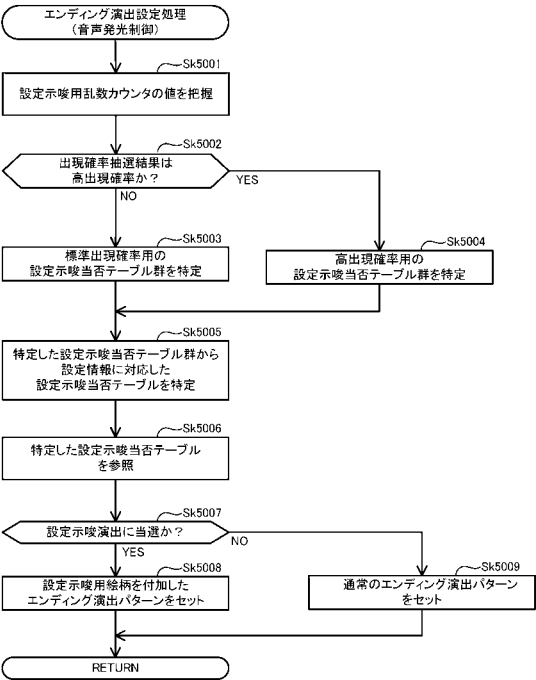 エンディング演出設定処理
(音声発光制御)
Sk5001
設定示唆用乱数カウンタの値を把握
Sk5002
出現確率抽選結果は
高出現確率か?
YES
NO
Sk5003
標準出現確率用の
設定示唆当否テーブル群を特定
Sk5004
高出現確率用の
設定示唆当否テーブル群を特定
Sk5005
特定した設定示唆当否テーブル群から
設定情報に対応した
設定示唆当否テーブルを特定
Sk5006
特定した設定示唆当否テーブル
を参照
Sk5007
設定示唆演出に当選か?
NO
YES
Sk5008
設定示唆用絵柄を付加した
エンディング演出パターンをセット
Sk5009
通常のエンディング演出パターン
をセット
RETURN